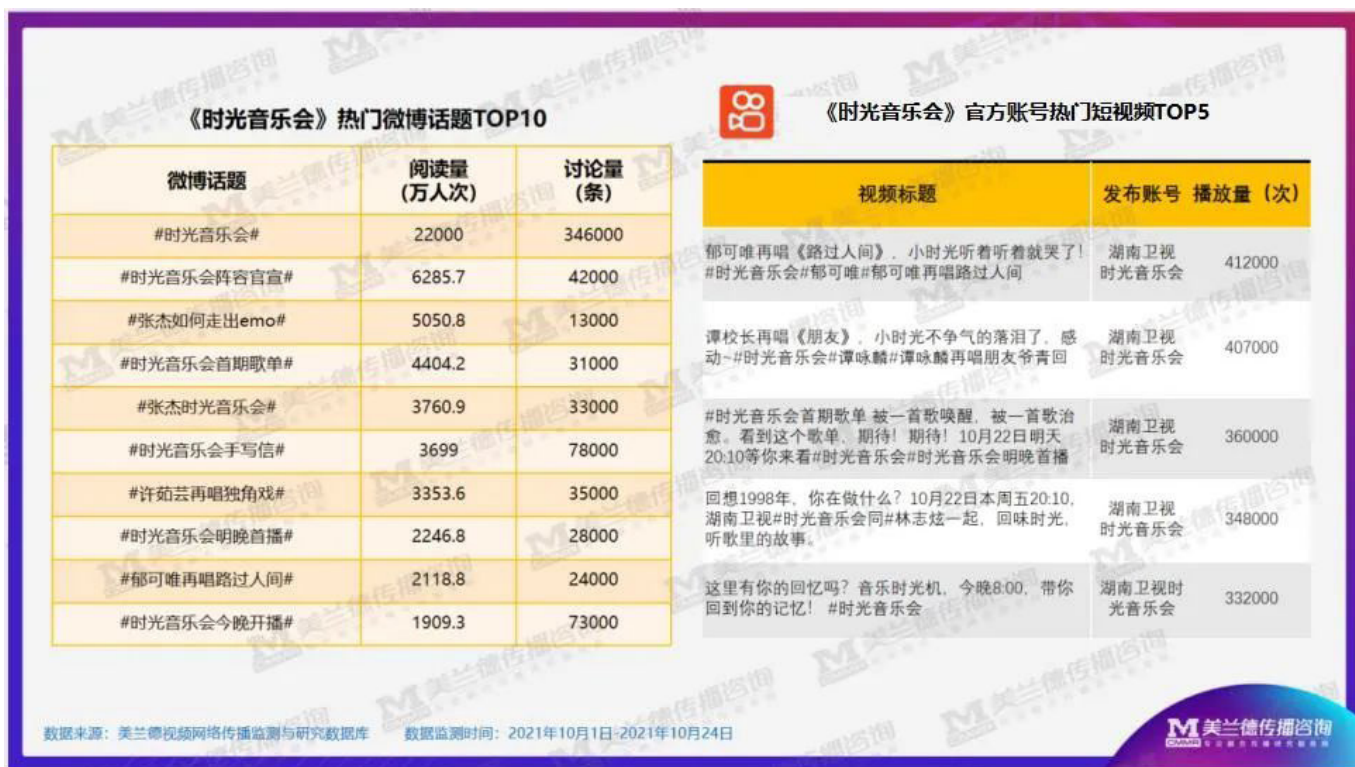 《时光音乐会》热门微博话题TOP10
微博话题 阅读量（万人次） 讨论量（条）
#时光音乐会# 22000 346000
#时光音乐会阵容官宣# 6285.7 42000
#张杰如何走出emo# 5050.8 13000
#时光音乐会首期歌单# 4404.2 31000
#张杰时光音乐会# 3760.9 33000
#时光音乐会手写信# 3699 78000
#许茹芸再唱独角戏# 3353.6 35000
#时光音乐会明晚首播# 2246.8 28000
#郁可唯再唱路过人间# 2118.8 24000
#时光音乐会今晚开播# 1909.3 73000
《时光音乐会》官方账号热门短视频TOP5
视频标题 发布账号 播放量（次）
郁可唯再唱《路过人间》，小时光听着听着就哭了！
#时光音乐会#郁可唯#郁可唯再唱路过人间
湖南卫视
时光音乐会
412000
谭校长再唱《朋友》，小时光不争气的落泪了，感
动~#时光音乐会#谭咏麟#谭咏麟再唱朋友爷青回
湖南卫视
时光音乐会
407000
#时光音乐会首期歌单 被一首歌唤醒，被一首歌治
愈。看到这个歌单，期待！期待！10月22日明天
20:10等你来看#时光音乐会#时光音乐会明晚首播
湖南卫视
时光音乐会
360000
回想1998年，你在做什么？10月22日本周五20:10，
湖南卫视#时光音乐会同#林志炫一起，回味时光，
听歌里的故事。
湖南卫视
时光音乐会
348000
这里有你的回忆吗？音乐时光机，今晚8:00，带你
回到你的记忆！ #时光音乐会
湖南卫视时
光音乐会
332000
数据来源：美兰德视频网络传播监测与研究数据库 数据监测时间：2021年10月1日-2021年10月24日
美兰德传播咨询
CMMR